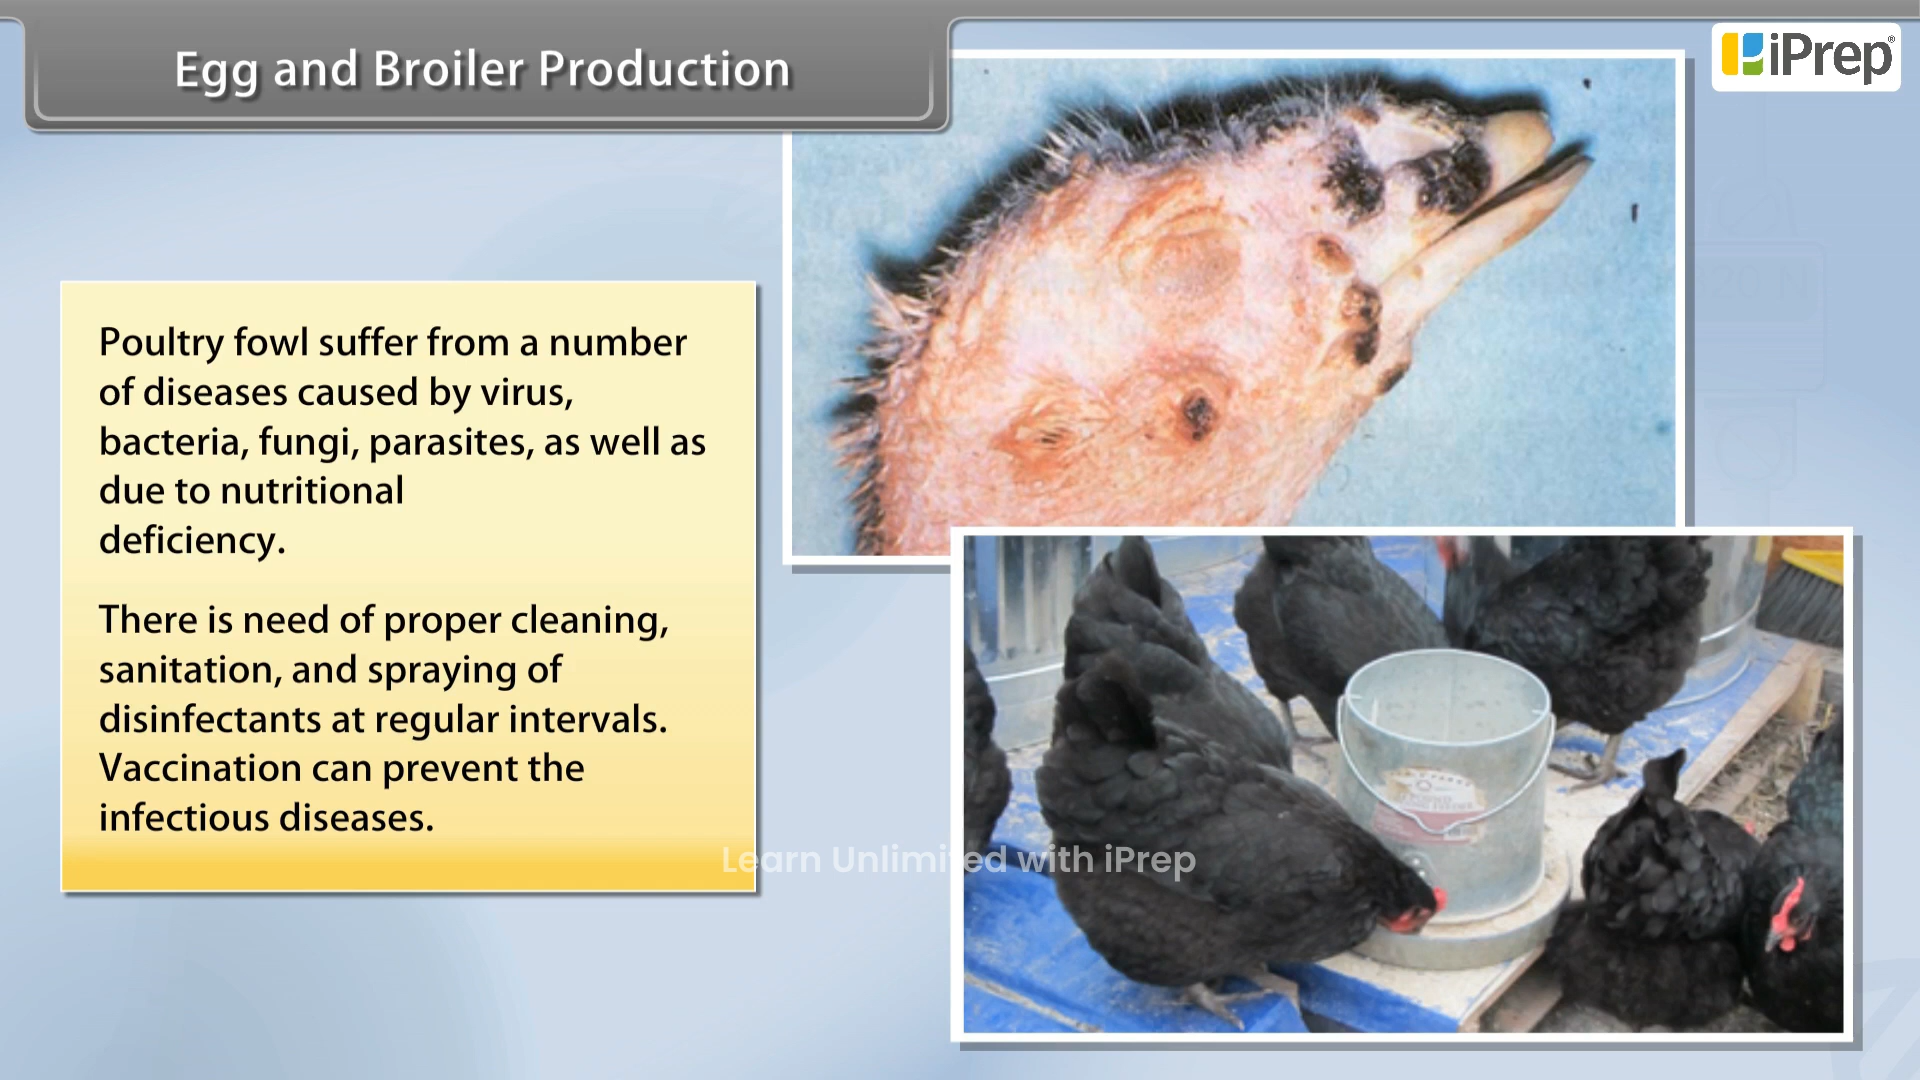 Egg and Broiler Production
iPrep®
Poultry fowl suffer from a number
of diseases caused by virus,
bacteria, fungi, parasites, as well as
due to nutritional
deficiency.
There is need of proper cleaning,
sanitation, and spraying of
disinfectants at regular intervals.
Vaccination can prevent the
infectious diseases.
Learn Unlimited with iPrep